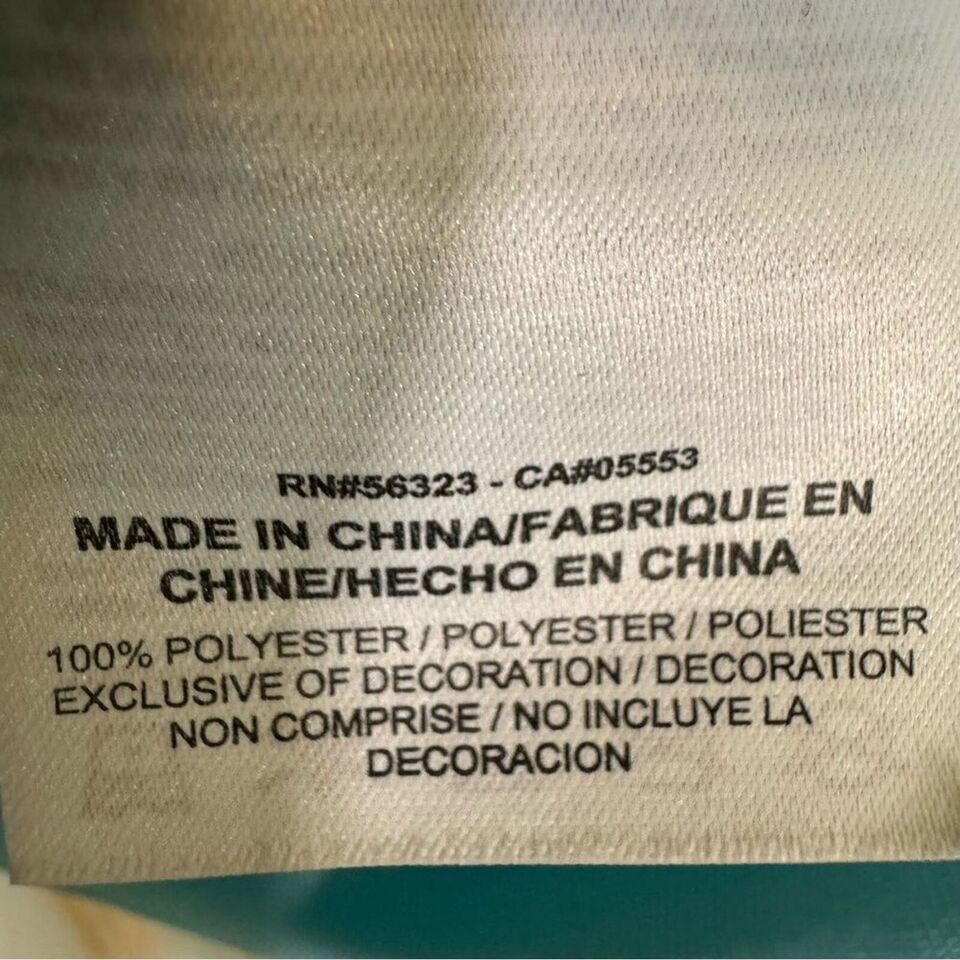 RN#56323 - CA#05553
MADE IN CHINA/FABRIQUE EN
CHINE/HECHO EN CHINA
100% POLYESTER / POLYESTER / POLIESTER
EXCLUSIVE OF DECORATION / DECORATION
NON COMPRISE / NO INCLUYE LA
DECORACION